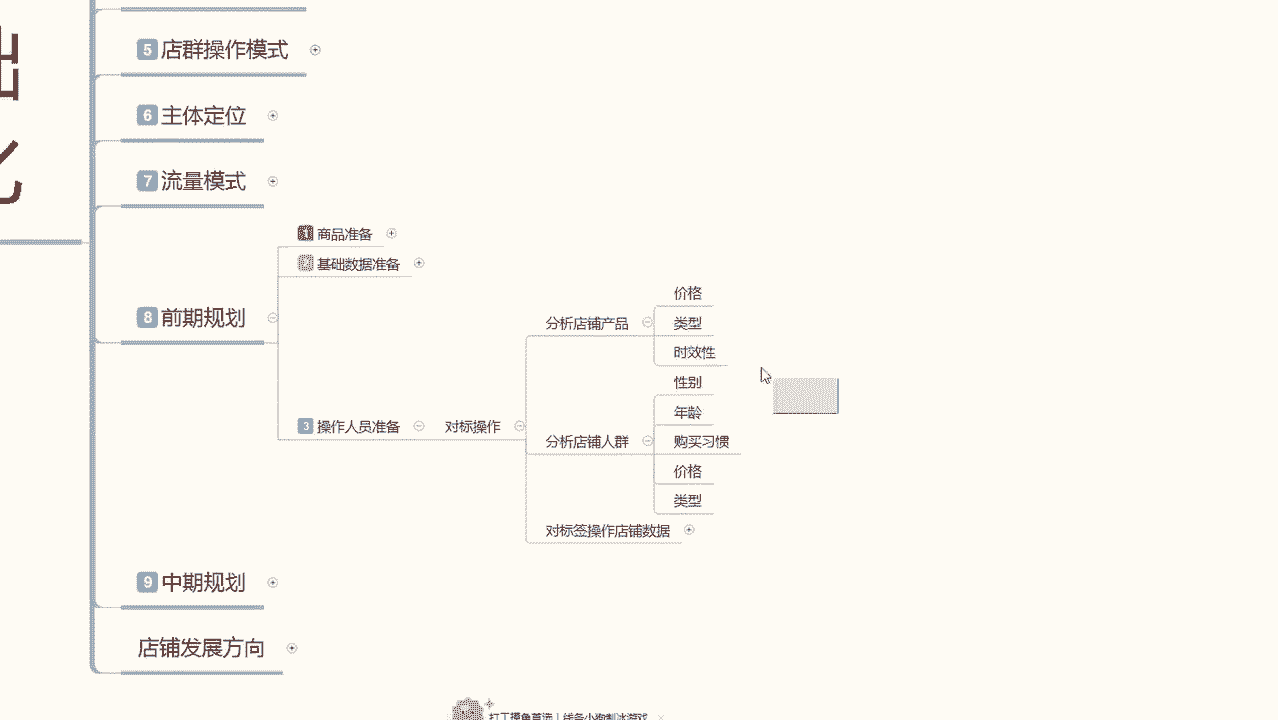 5 店群操作模式
6 主体定位
7 流量模式
1 商品准备
基础数据准备
8 前期规划
3 操作人员准备
对标操作
分析店铺产品
价格
类型
时效性
分析店铺人群
性别
年龄
购买习惯
价格
类型
对标签操作店铺数据
9 中期规划
店铺发展方向